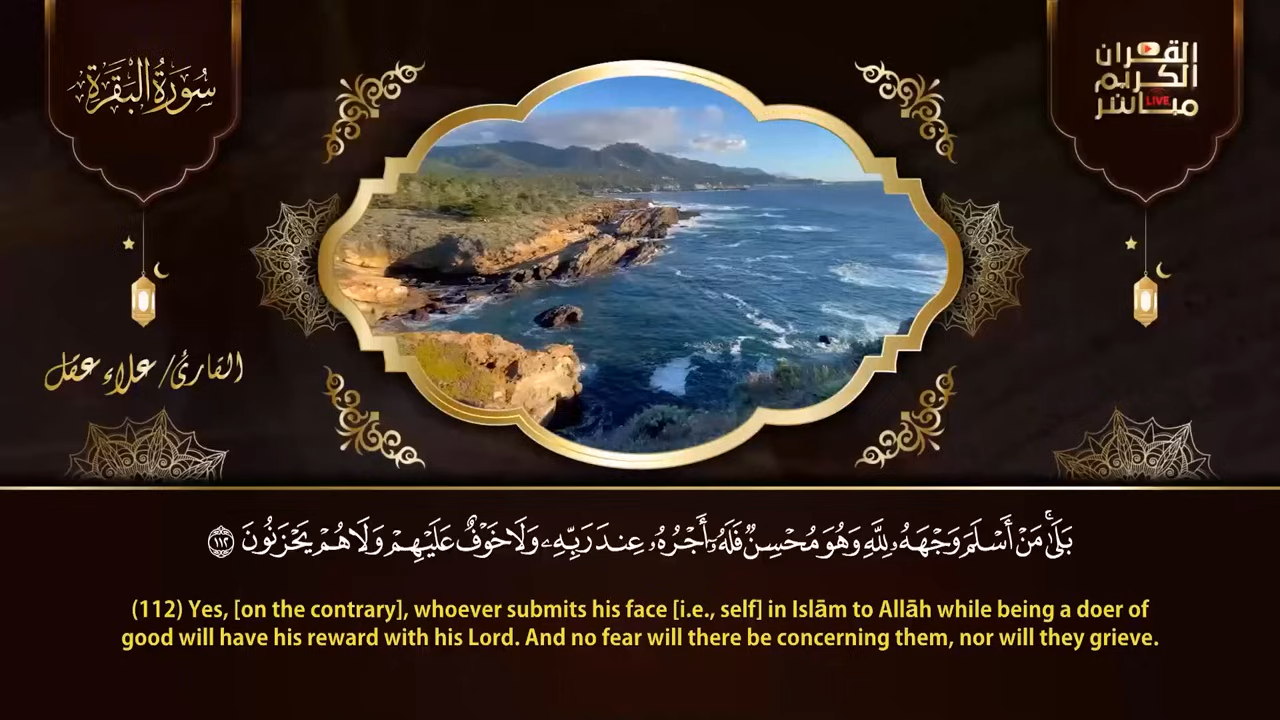 سُورَةُ البَقَرَةِ
القرآن
الكريم
مباشر
LIVE
القارئ/ علاء عقل
بَلَىٰۚ مَنۡ أَسۡلَمَ وَجۡهَهُۥ لِلَّهِ وَهُوَ مُحۡسِنٞ فَلَهُۥٓ أَجۡرُهُۥ عِندَ رَبِّهِۦ وَلَا خَوۡفٌ عَلَيۡهِمۡ وَلَا هُمۡ يَحۡزَنُونَ ١١٢
(112) Yes, [on the contrary], whoever submits his face [i.e., self] in Islām to Allāh while being a doer of
good will have his reward with his Lord. And no fear will there be concerning them, nor will they grieve.